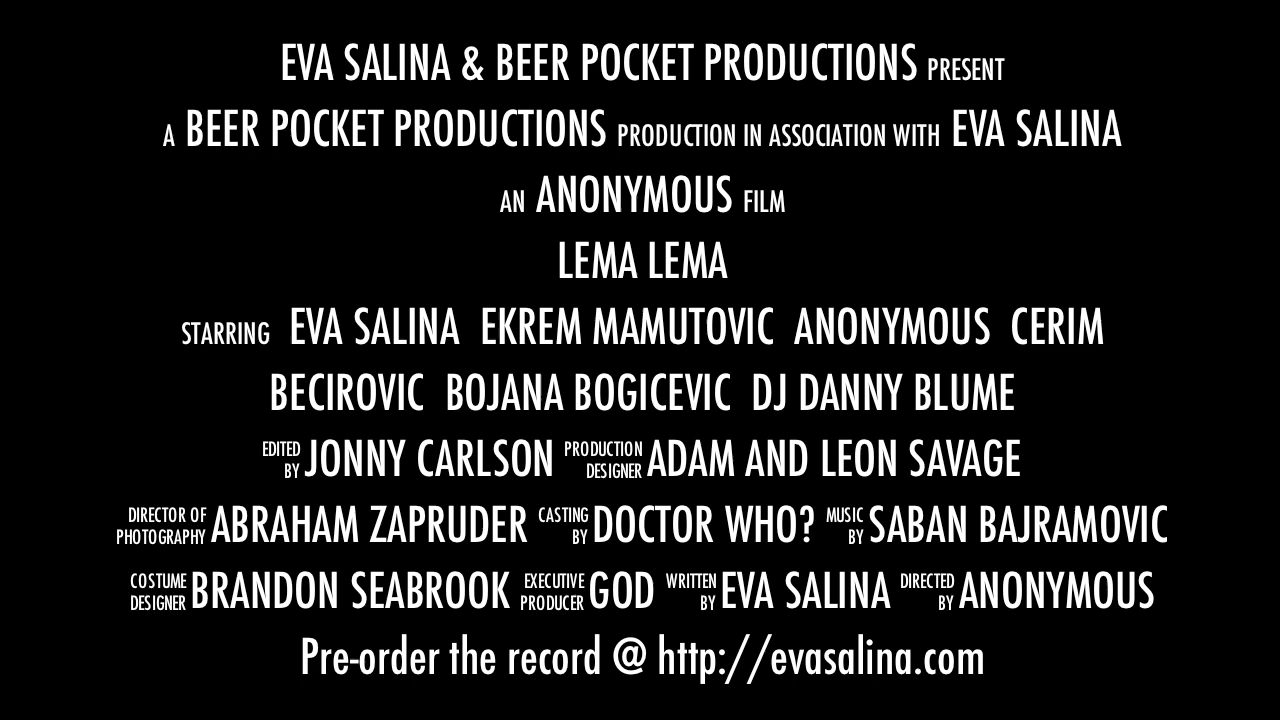 EVA SALINA & BEER POCKET PRODUCTIONS PRESENT
A BEER POCKET PRODUCTIONS PRODUCTION IN ASSOCIATION WITH EVA SALINA
AN ANONYMOUS FILM
LEMA LEMA
STARRING EVA SALINA EKREM MAMUTOVIC ANONYMOUS CERIM
BECIROVIC BOJANA BOGICEVIC DJ DANNY BLUME
EDITED BY JONNY CARLSON PRODUCTION DESIGNER ADAM AND LEON SAVAGE
DIRECTOR OF PHOTOGRAPHY ABRAHAM ZAPRUDER CASTING BY DOCTOR WHO? MUSIC BY SABAN BAJRAMOVIC
COSTUME DESIGNER BRANDON SEABROOK EXECUTIVE PRODUCER GOD WRITTEN BY EVA SALINA DIRECTED BY ANONYMOUS
Pre-order the record @ http://evasalina.com